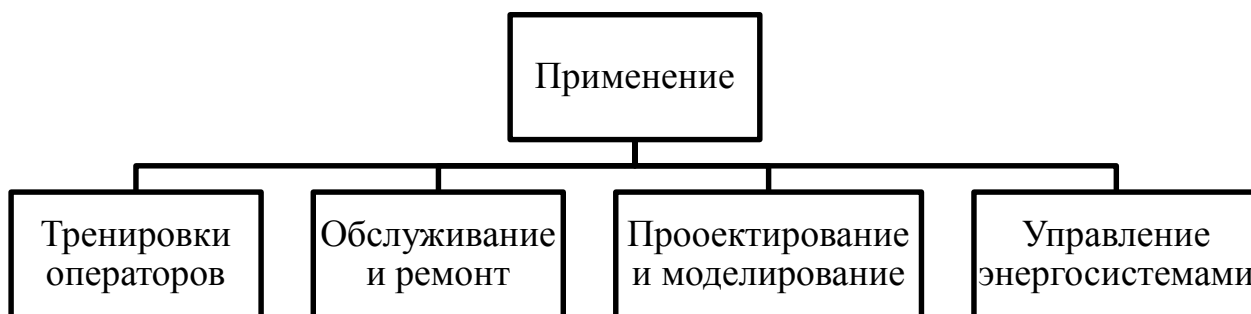 Применение
Тренировки
операторов
Обслуживание
и ремонт
Прооектирование
и моделирование
Управление
энергосистемами